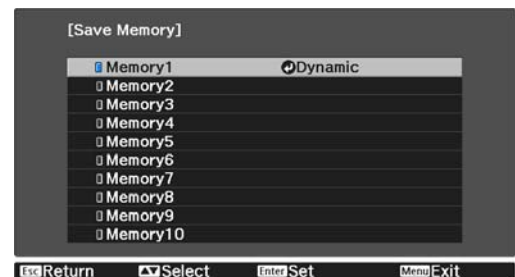 [Save Memory]
Memory1 Dynamic
Memory2
Memory3
Memory4
Memory5
Memory6
Memory7
Memory8
Memory9
Memory10
Esc Return Select Enter Set Menu Exit